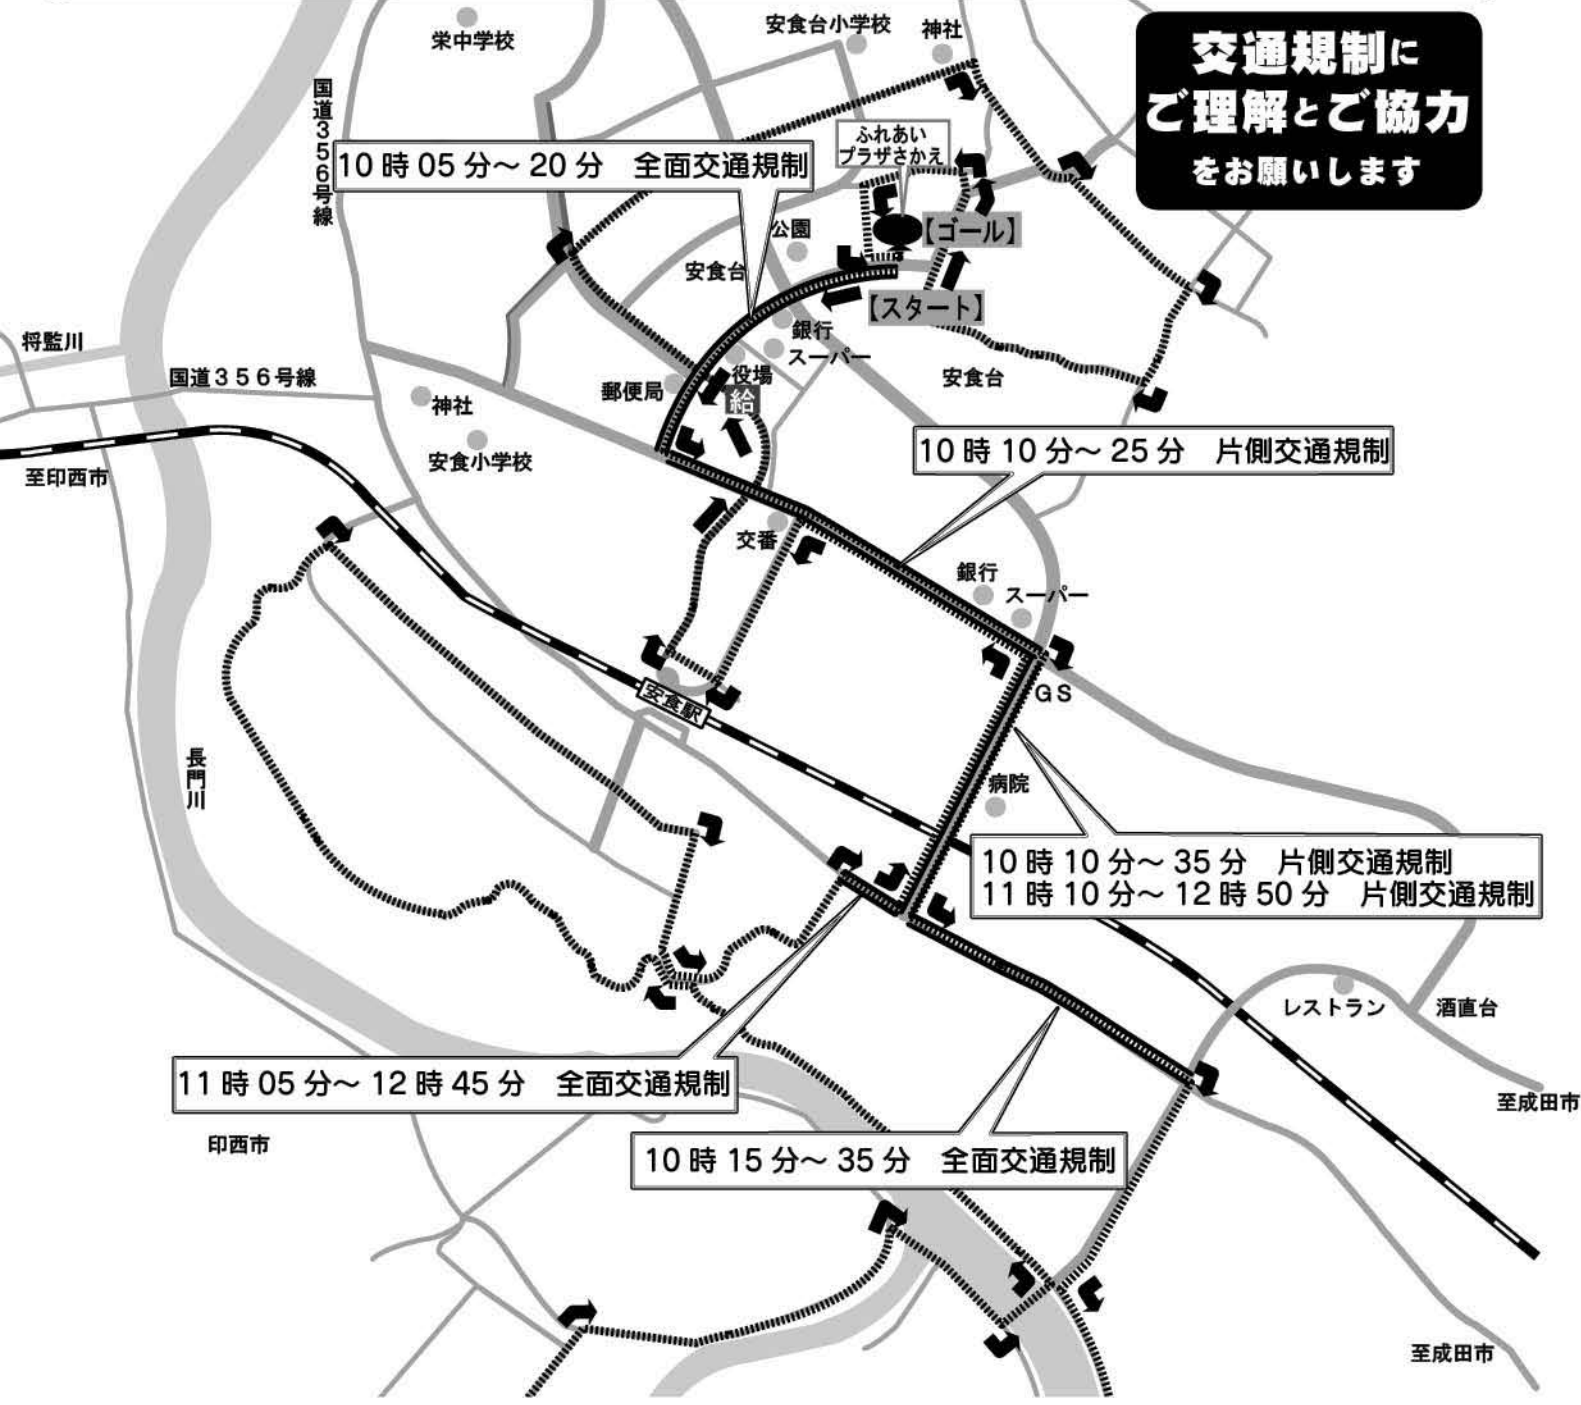 栄中学校
安食台小学校
神社
交通規制に
ご理解とご協力
をお願いします
国道356号線
ふれあい
プラザさかえ
10時05分～20分　全面交通規制
公園
【ゴール】
安食台
【スタート】
銀行
スーパー
将監川
国道356号線
郵便局
役場
給
安食台
神社
安食小学校
10時10分～25分　片側交通規制
至印西市
交番
銀行
スーパー
安食駅
GS
長門川
病院
10時10分～35分　片側交通規制
11時10分～12時50分　片側交通規制
レストラン
酒直台
11時05分～12時45分　全面交通規制
至成田市
印西市
10時15分～35分　全面交通規制
至成田市